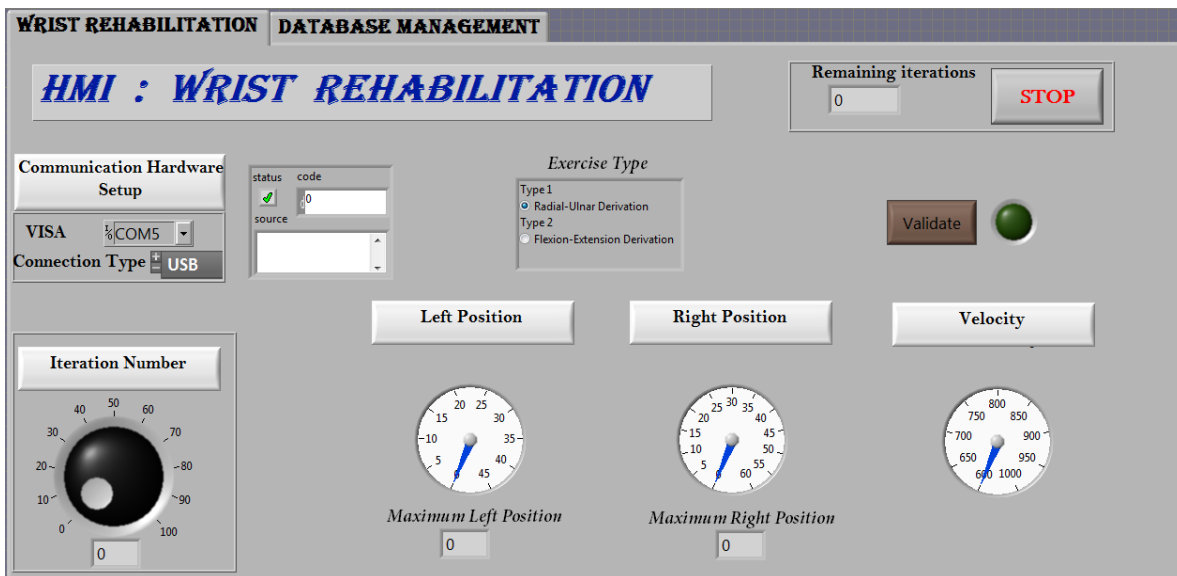 WRIST REHABILITATION
DATABASE MANAGEMENT
HMI : WRIST REHABILITATION
Remaining iterations
0
STOP
Communication Hardware
Setup
VISA
COM5
Connection Type
USB
status
code
0
source
Exercise Type
Type 1
Radial-Ulnar Derivation
Type 2
Flexion-Extension Derivation
Validate
Iteration Number
0
10
20
30
40
50
60
70
80
90
100
0
Left Position
0
5
10
15
20
25
30
35
40
45
Maximum Left Position
0
Right Position
0
5
10
15
20
25
30
35
40
45
50
55
60
Maximum Right Position
0
Velocity
600
650
700
750
800
850
900
950
1000